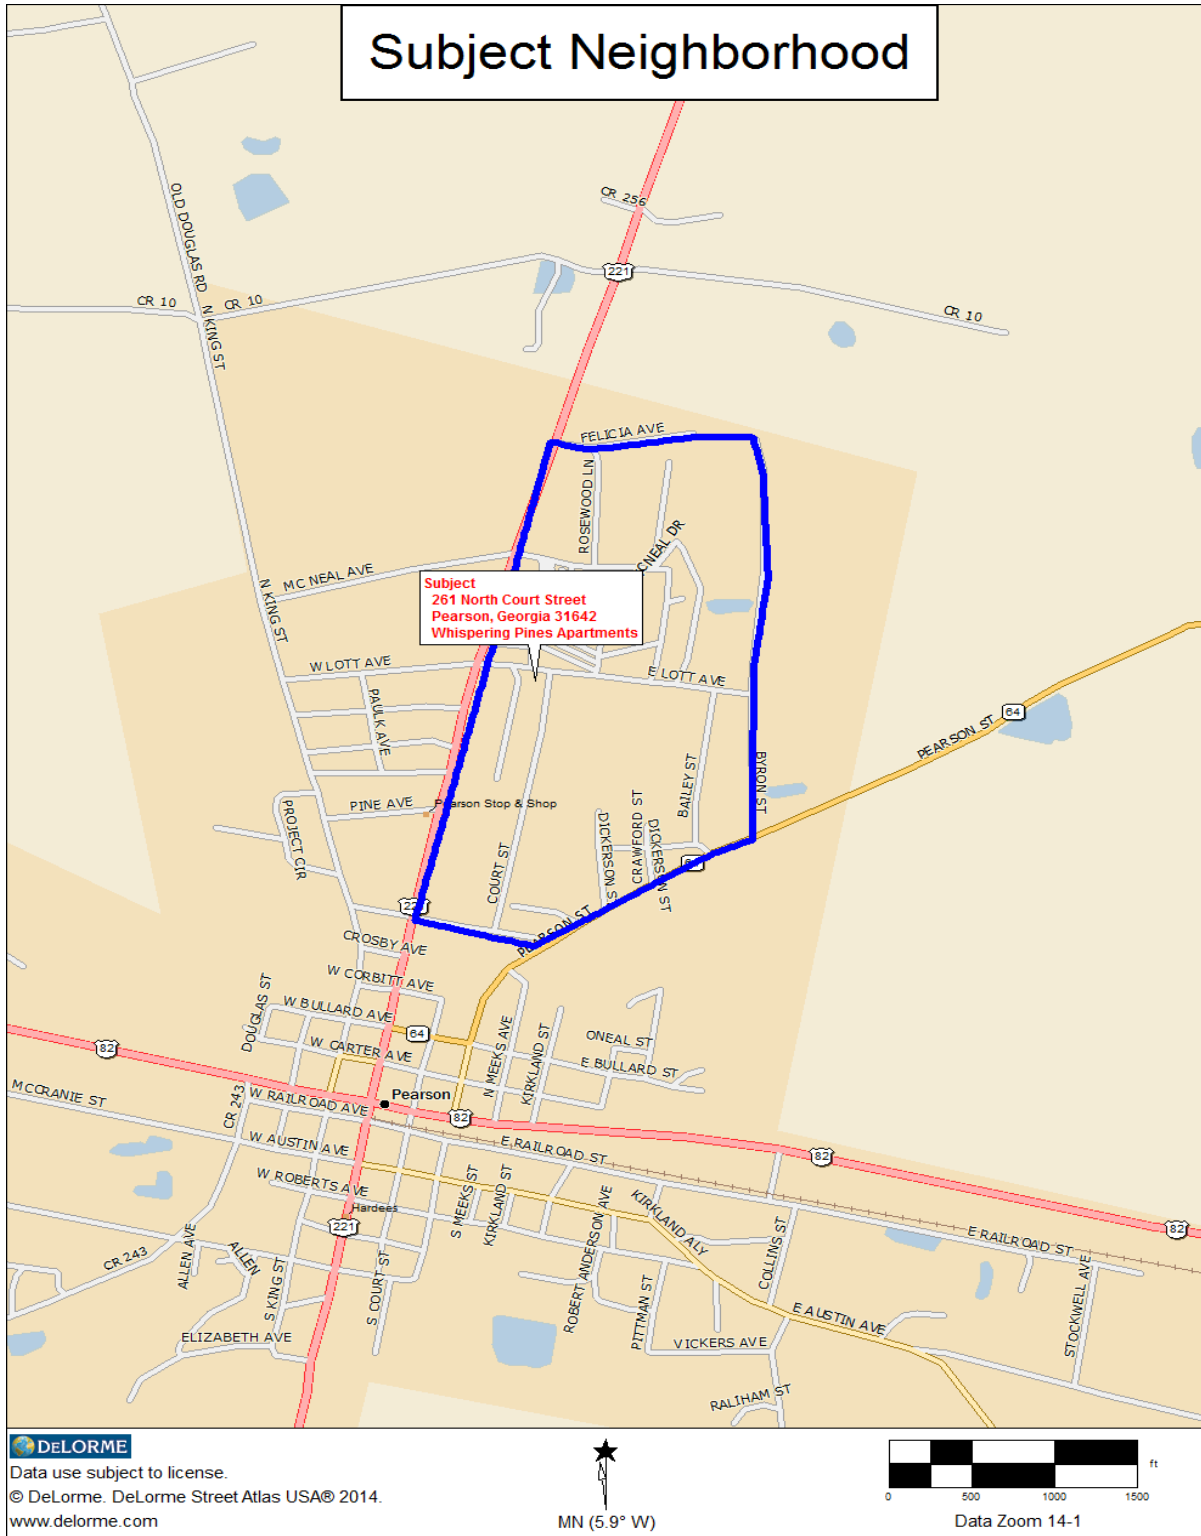 Subject Neighborhood
CR 256
OLD DOUGLAS RD
221
CR 10
CR 10
CR 10
N KING ST
FELICIA AVE
ROSEWOOD LN
CNEAL DR
MC NEAL AVE
N KING ST
Subject
261 North Court Street
Pearson, Georgia 31642
Whispering Pines Apartments
W LOTT AVE
E LOTT AVE
PAULK AVE
64
PEARSON ST
BYRON ST
BAILEY ST
PINE AVE
Pearson Stop & Shop
PROJECT CIR
DICKERSON S
CRAWFORD ST
DICKERSON ST
COURT ST
PEARSON ST
CROSBY AVE
W CORBITT AVE
DOUGLAS ST
W BULLARD AVE
64
W CARTER AVE
N MEEKS AVE
KIRKLAND ST
ONEAL ST
E BULLARD ST
82
MCCRANIE ST
CR 243
W RAILROAD AVE
Pearson
82
82
W AUSTIN AVE
E RAILROAD ST
W ROBERTS AVE
Hardees
221
S MEEKS ST
KIRKLAND ST
ROBERT ANDERSON AVE
KIRKLAND ALY
COLLINS ST
E RAILROAD ST
82
CR 243
ALLEN AVE
ALLEN
S KING ST
S COURT ST
PITTMAN ST
E AUSTIN AVE
STOCKWELL AVE
ELIZABETH AVE
VICKERS AVE
RALIHAM ST
DELORME
Data use subject to license.
© DeLorme. DeLorme Street Atlas USA® 2014.
www.delorme.com
MN (5.9° W)
ft
0 500 1000 1500
Data Zoom 14-1